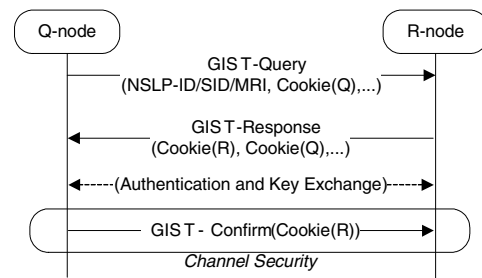 Q-node R-node
GIST-Query
(NSLP-ID/SID/MRI, Cookie(Q),...)
GIST-Response
(Cookie(R), Cookie(Q),...)
(Authentication and Key Exchange)
GIST - Confirm(Cookie(R))
Channel Security